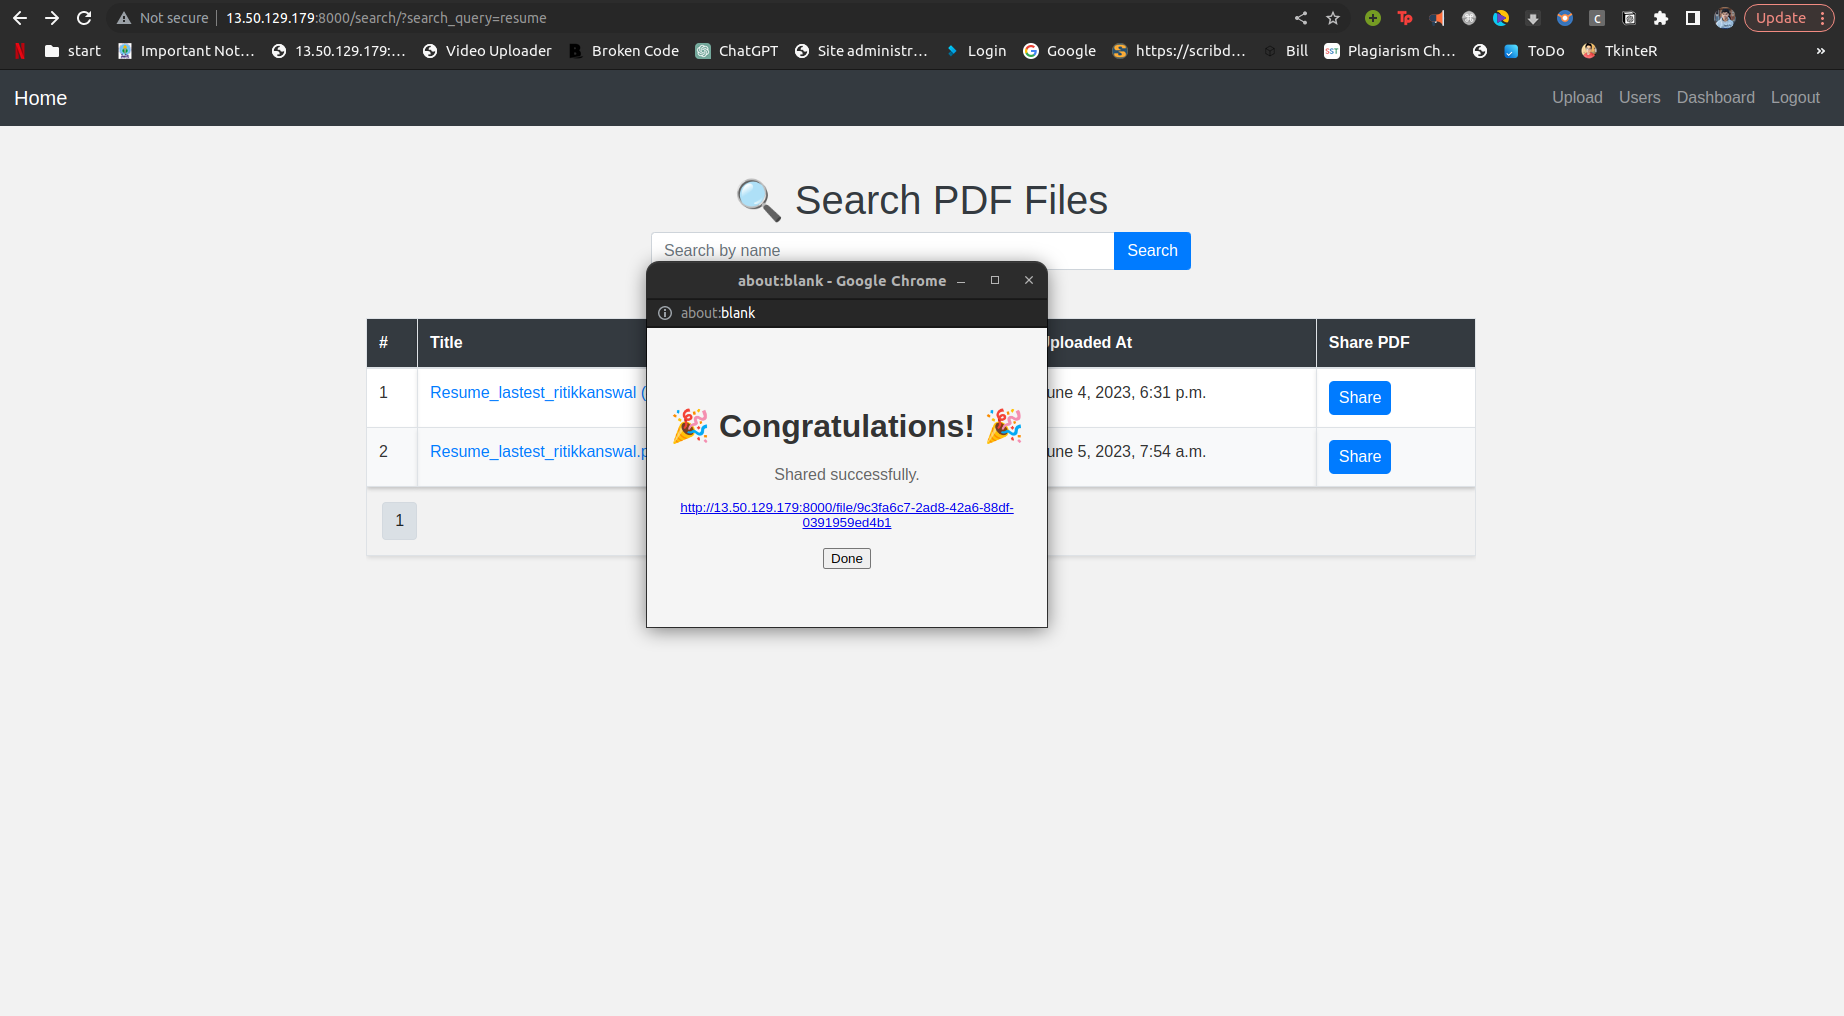 Not secure 13.50.129.179:8000/search/?search_query=resume Update
start Important Not... 13.50.129.179:... Video Uploader Broken Code ChatGPT Site administr... Login Google https://scribd... Bill SST Plagiarism Ch... ToDo TkinteR »
Home Upload Users Dashboard Logout
Search PDF Files
Search by name Search
about:blank - Google Chrome
about:blank
# Title ploaded At Share PDF
1 Resume_lastest_ritikkanswal ( une 4, 2023, 6:31 p.m. Share
2 Resume_lastest_ritikkanswal.p une 5, 2023, 7:54 a.m. Share
1
Congratulations!
Shared successfully.
http://13.50.129.179:8000/file/9c3fa6c7-2ad8-42a6-88df-
0391959ed4b1
Done